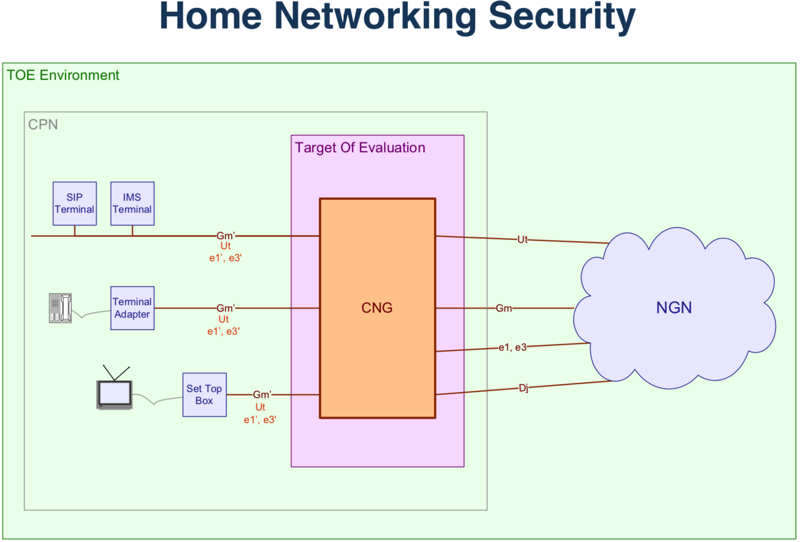 Home Networking Security
TOE Environment
CPN
Target Of Evaluation
SIP
Terminal
IMS
Terminal
Gm'
Ut
e1', e3'
Ut
Terminal
Adapter
Gm'
Ut
e1', e3'
CNG
Gm
NGN
e1, e3
Set Top
Box
Gm'
Ut
e1', e3'
Dj